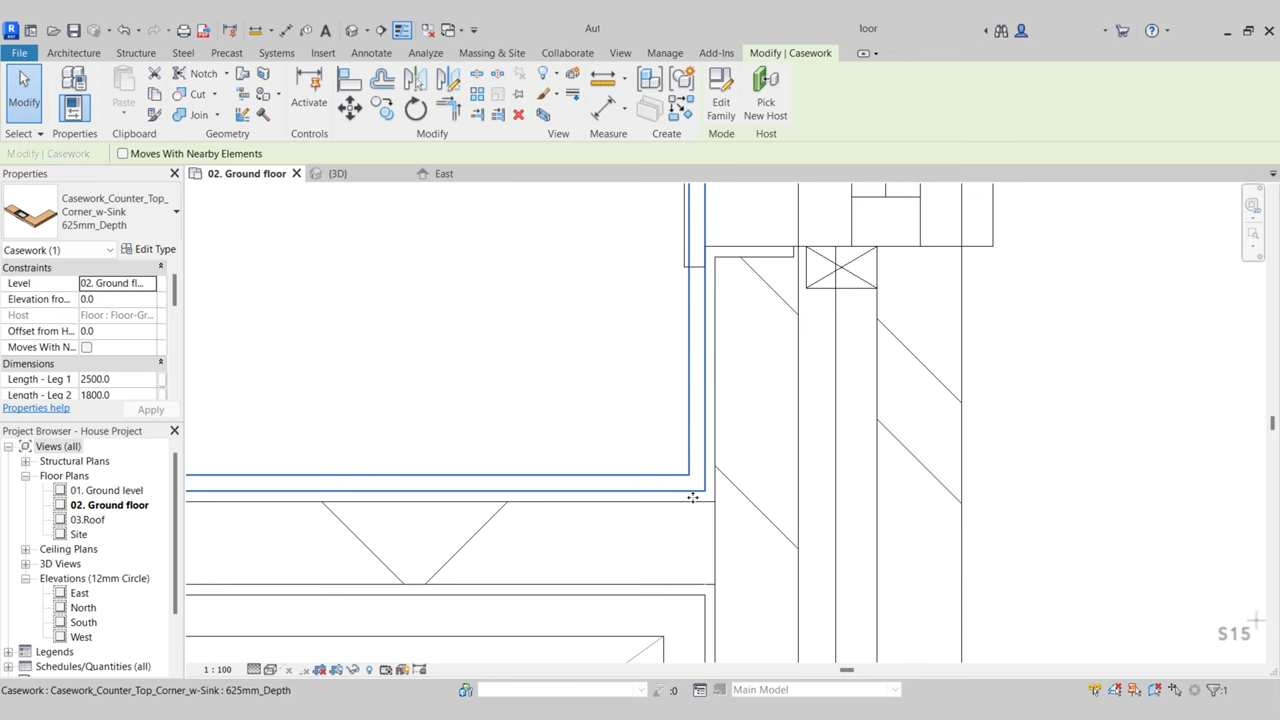 Aut
loor
File Architecture Structure Steel Precast Systems Insert Annotate Analyze Massing & Site Collaborate View Manage Add-Ins Modify | Casework
Modify
Properties
Paste
Notch
Cut
Join
Activate
Edit
Family
Pick
New Host
Select Properties Clipboard Geometry Controls Modify View Measure Create Mode Host
Modify | Casework
Moves With Nearby Elements
Properties
02. Ground floor
{3D}
East
Casework_Counter_Top_
Corner_w-Sink
625mm_Depth
Casework (1)
Edit Type
Constraints
Level 02. Ground fl...
Elevation fro... 0.0
Host Floor : Floor-Gr...
Offset from H... 0.0
Moves With N...
Dimensions
Length - Leg 1 2500.0
Length - Leg 2 1800.0
Properties help
Apply
Project Browser - House Project
Views (all)
Structural Plans
Floor Plans
01. Ground level
02. Ground floor
03.Roof
Site
Ceiling Plans
3D Views
Elevations (12mm Circle)
East
North
South
West
Legends
Schedules/Quantities (all)
S15
1 : 100
Casework : Casework_Counter_Top_Corner_w-Sink : 625mm_Depth
:0
Main Model
:1